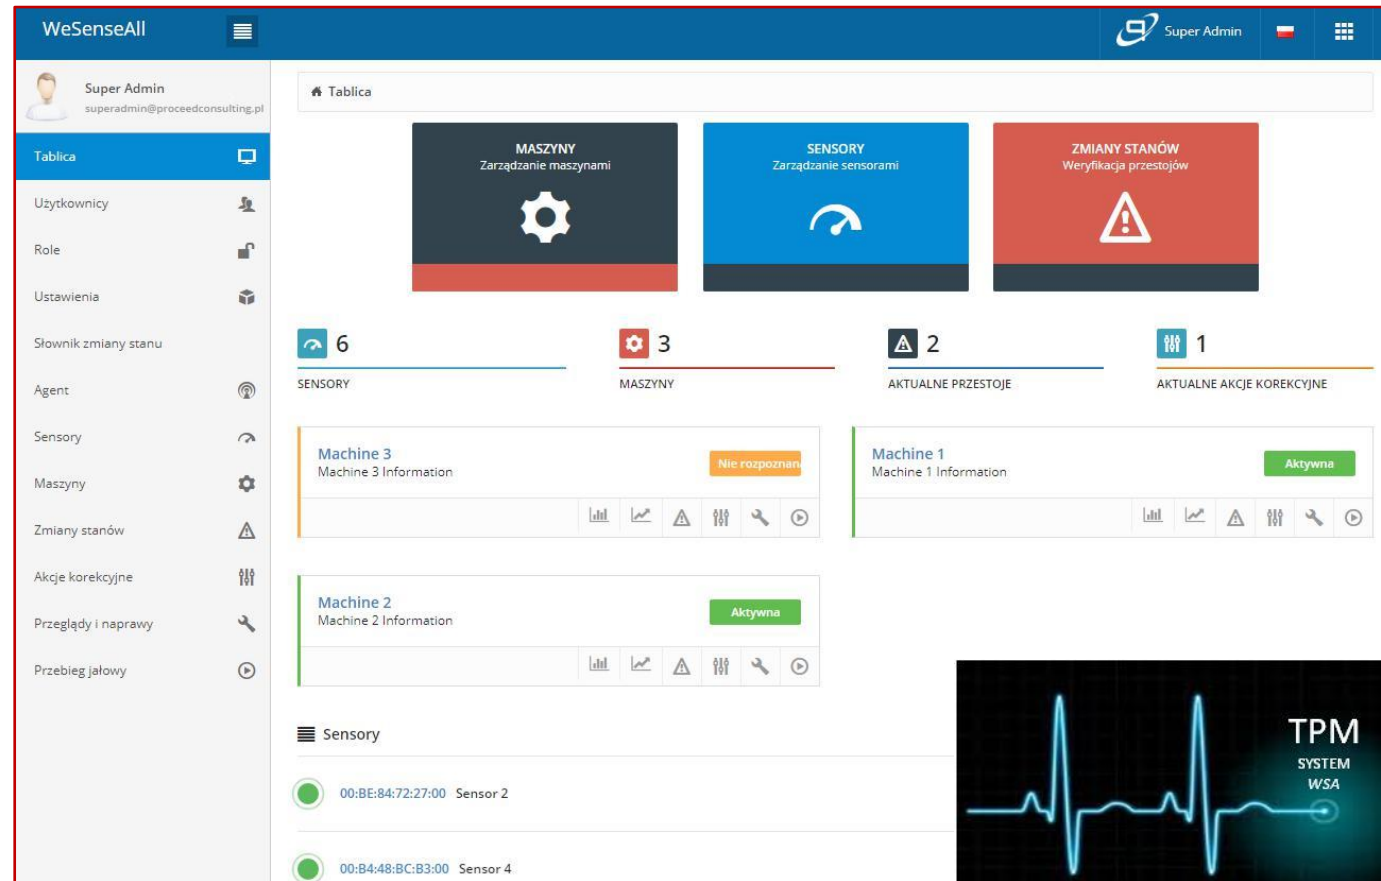 WeSenseAll
Super Admin
Super Admin
superadmin@proceedconsulting.pl
Tablica
Użytkownicy
Role
Ustawienia
Słownik zmiany stanu
Agent
Sensory
Maszyny
Zmiany stanów
Akcje korekcyjne
Przeglądy i naprawy
Przebieg jałowy
Tablica
MASZYNY
Zarządzanie maszynami
SENSORY
Zarządzanie sensorami
ZMIANY STANÓW
Weryfikacja przestojów
6
SENSORY
3
MASZYNY
2
AKTUALNE PRZESTOJE
1
AKTUALNE AKCJE KOREKCYJNE
Machine 3
Machine 3 Information
Nie rozpoznan
Machine 1
Machine 1 Information
Aktywna
Machine 2
Machine 2 Information
Aktywna
Sensory
00:BE:84:72:27:00 Sensor 2
00:B4:48:BC:B3:00 Sensor 4
TPM
SYSTEM
WSA